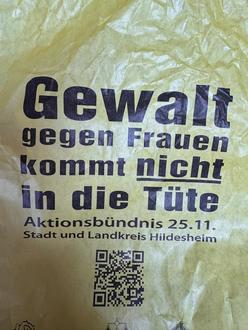 Gewalt
gegen Frauen
kommt nicht
in die Tüte
Aktionsbündnis 25.11.
Stadt und Landkreis Hildesheim